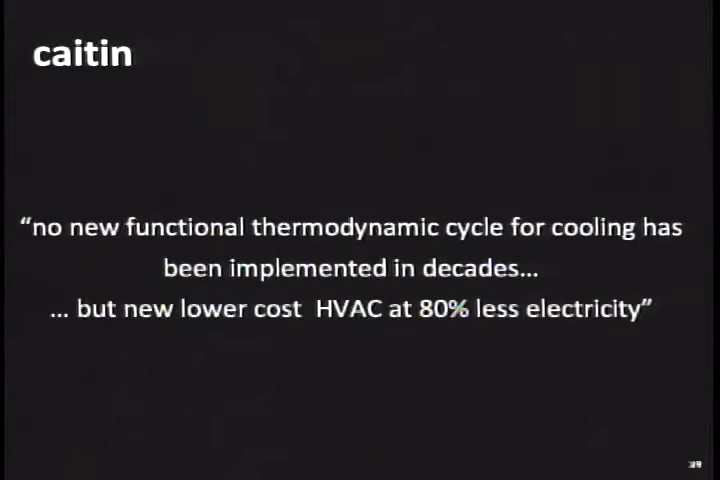 caitin
“no new functional thermodynamic cycle for cooling has
been implemented in decades…
… but new lower cost HVAC at 80% less electricity”